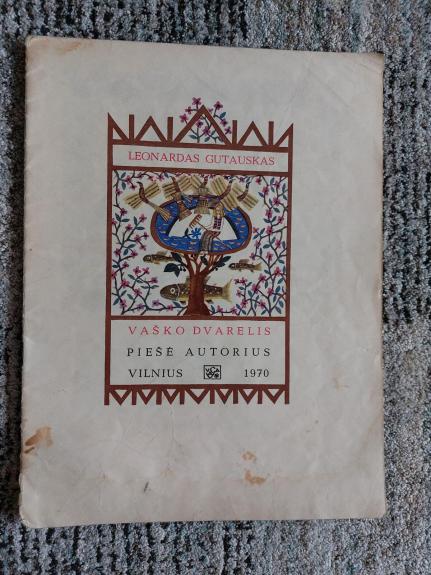 LEONARDAS GUTAUSKAS
VAŠKO DVARELIS
PIEŠĖ AUTORIUS
VILNIUS 1970